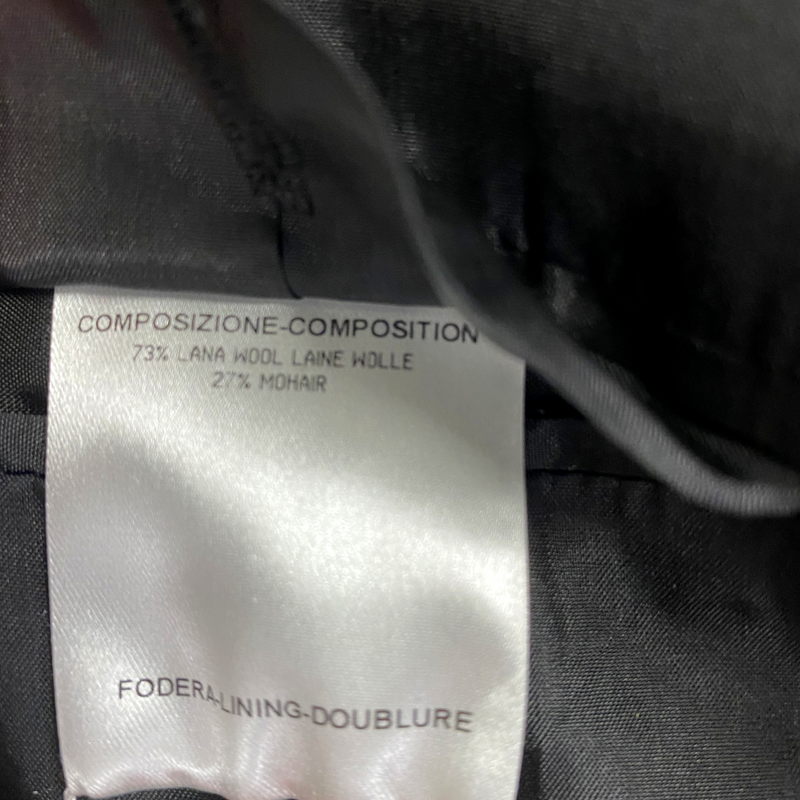 COMPOSIZIONE-COMPOSITION
73% LANA WOOL LAINE WOLLE
27% MOHAIR
FODERA-LINING-DOUBLURE